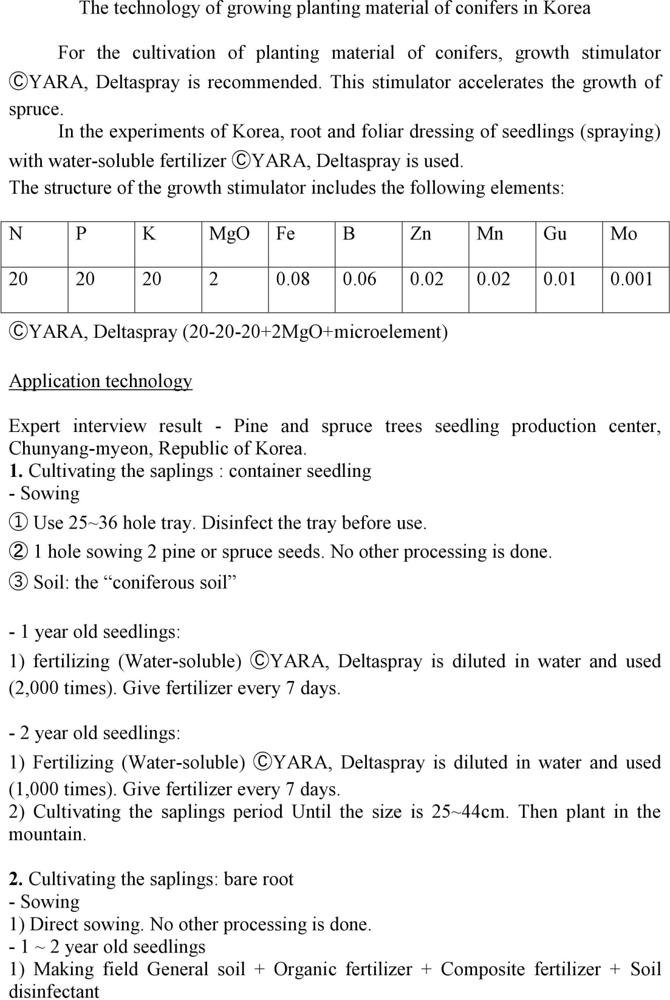 The technology of growing planting material of conifers in Korea
For the cultivation of planting material of conifers, growth stimulator
ⒸYARA, Deltaspray is recommended. This stimulator accelerates the growth of
spruce.
In the experiments of Korea, root and foliar dressing of seedlings (spraying)
with water-soluble fertilizer ⒸYARA, Deltaspray is used.
The structure of the growth stimulator includes the following elements:
N P K MgO Fe B Zn Mn Gu Mo
20 20 20 2 0.08 0.06 0.02 0.02 0.01 0.001
ⒸYARA, Deltaspray (20-20-20+2MgO+microelement)
Application technology
Expert interview result - Pine and spruce trees seedling production center,
Chunyang-myeon, Republic of Korea.
1. Cultivating the saplings : container seedling
- Sowing
① Use 25~36 hole tray. Disinfect the tray before use.
② 1 hole sowing 2 pine or spruce seeds. No other processing is done.
③ Soil: the “coniferous soil”
- 1 year old seedlings:
1) fertilizing (Water-soluble) ⒸYARA, Deltaspray is diluted in water and used
(2,000 times). Give fertilizer every 7 days.
- 2 year old seedlings:
1) Fertilizing (Water-soluble) ⒸYARA, Deltaspray is diluted in water and used
(1,000 times). Give fertilizer every 7 days.
2) Cultivating the saplings period Until the size is 25~44cm. Then plant in the
mountain.
2. Cultivating the saplings: bare root
- Sowing
1) Direct sowing. No other processing is done.
- 1 ~ 2 year old seedlings
1) Making field General soil + Organic fertilizer + Composite fertilizer + Soil
disinfectant